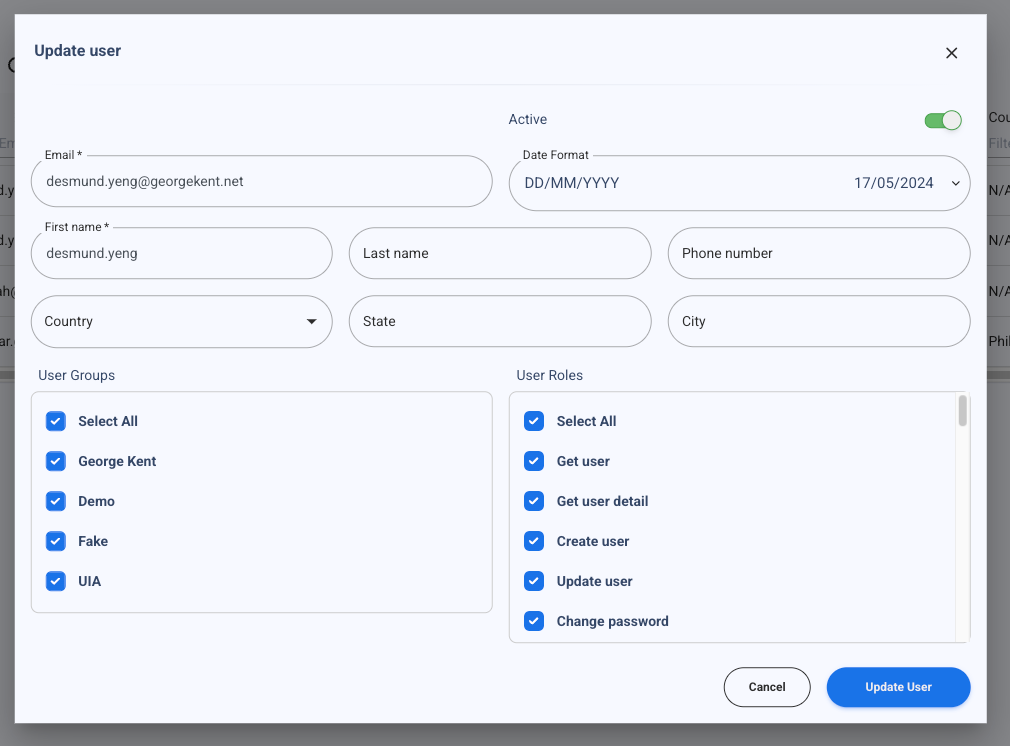 Update user
Active
Email *
desmund.yeng@georgekent.net
Date Format
DD/MM/YYYY 17/05/2024
First name *
desmund.yeng
Last name
Phone number
Country
State
City
User Groups
Select All
George Kent
Demo
Fake
UIA
User Roles
Select All
Get user
Get user detail
Create user
Update user
Change password
Cancel
Update User
N/A
N/A
N/A